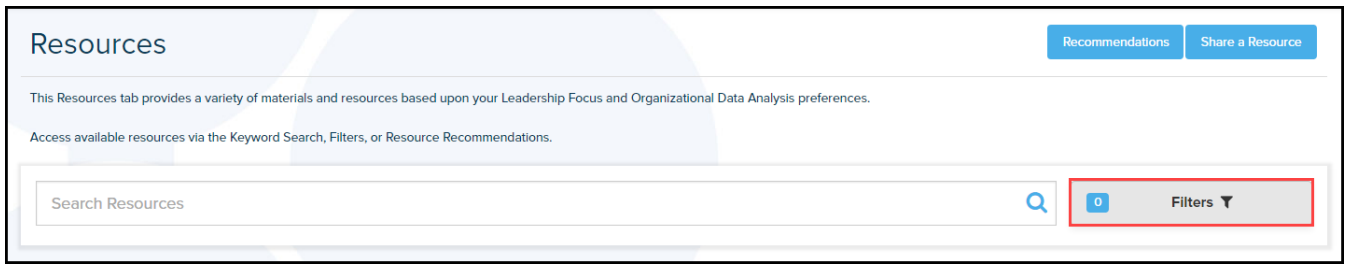 Resources
Recommendations
Share a Resource
This Resources tab provides a variety of materials and resources based upon your Leadership Focus and Organizational Data Analysis preferences.
Access available resources via the Keyword Search, Filters, or Resource Recommendations.
Search Resources
0
Filters